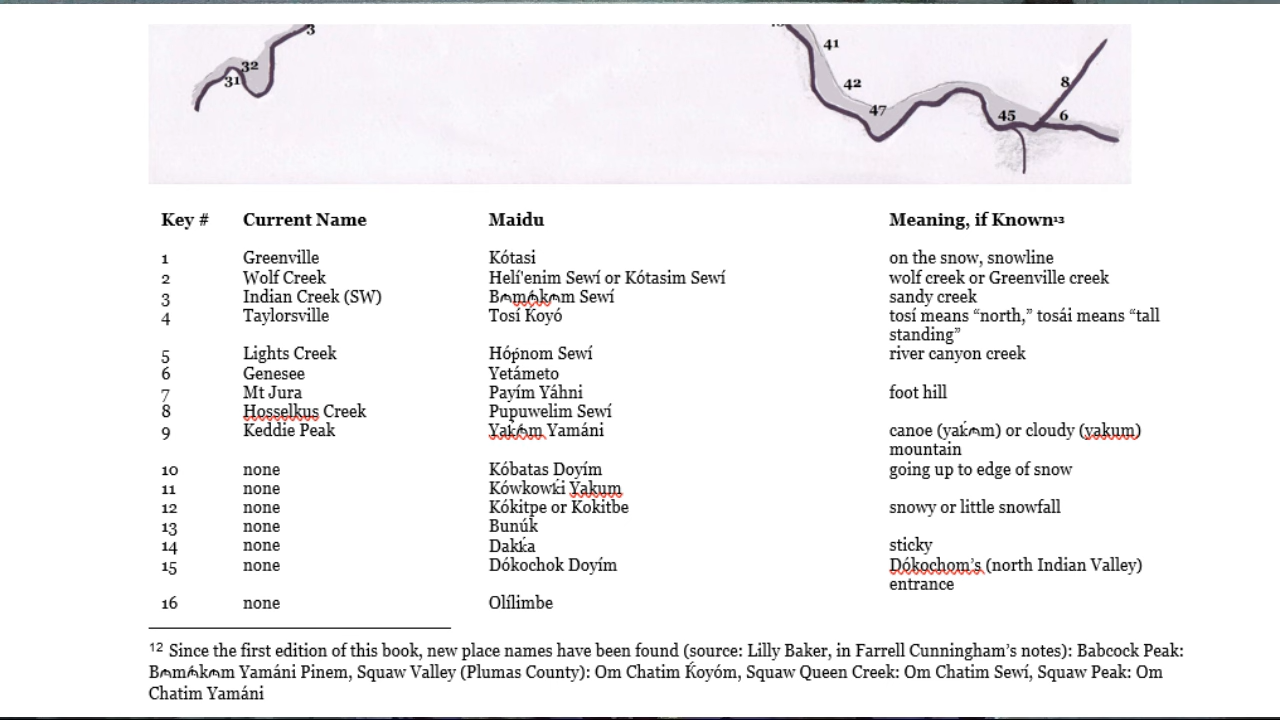 3
41
32
31
42
8
47
45
6
Key # Current Name Maidu Meaning, if Known¹³
1 Greenville Kótasi on the snow, snowline
2 Wolf Creek Helí'enim Sewí or Kótasim Sewí wolf creek or Greenville creek
3 Indian Creek (SW) Bᨓmᨓ́kᨓm Sewí sandy creek
4 Taylorsville Tosí Ḱoyó tosí means “north,” tosái means “tall
standing”
5 Lights Creek Hóṕnom Sewí river canyon creek
6 Genesee Yetámeto
7 Mt Jura Payím Yáhni foot hill
8 Hosselkus Creek Pupuwelim Sewí
9 Keddie Peak Yaḱᨓ́m Yamáni canoe (yaḱᨓm) or cloudy (yakum)
mountain
10 none Kóbatas Doyím going up to edge of snow
11 none Kówkowḱi Yakum
12 none Kókitpe or Kokitbe snowy or little snowfall
13 none Bunúk
14 none Dakḱa sticky
15 none Dókochok Doyím Dókochom’s (north Indian Valley)
entrance
16 none Olílimbe
¹² Since the first edition of this book, new place names have been found (source: Lilly Baker, in Farrell Cunningham’s notes): Babcock Peak:
Bᨓmᨓ́kᨓm Yamáni Pinem, Squaw Valley (Plumas County): Om Chatim Ḱoyóm, Squaw Queen Creek: Om Chatim Sewí, Squaw Peak: Om
Chatim Yamáni